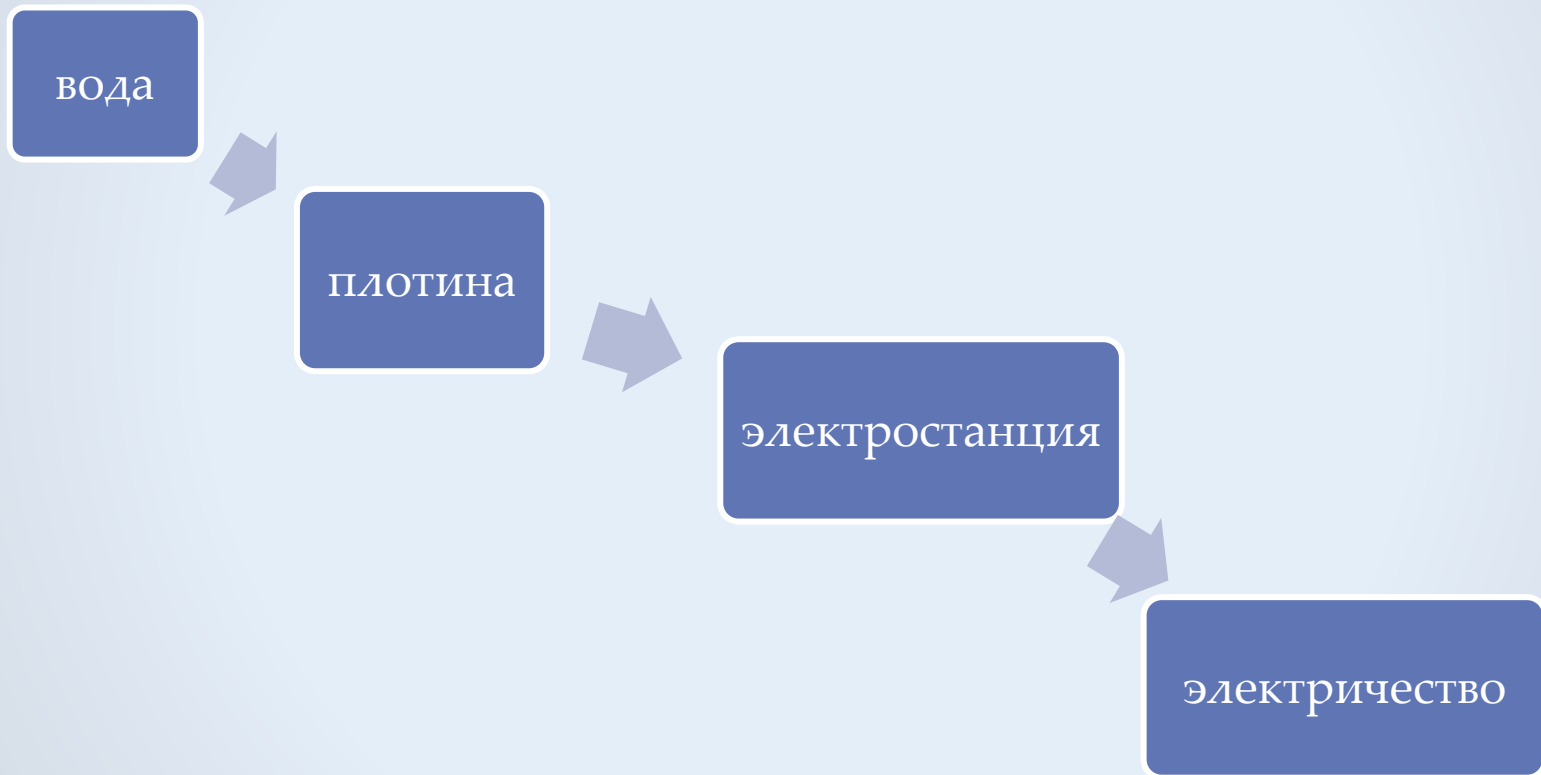 вода
плотина
электростанция
электричество